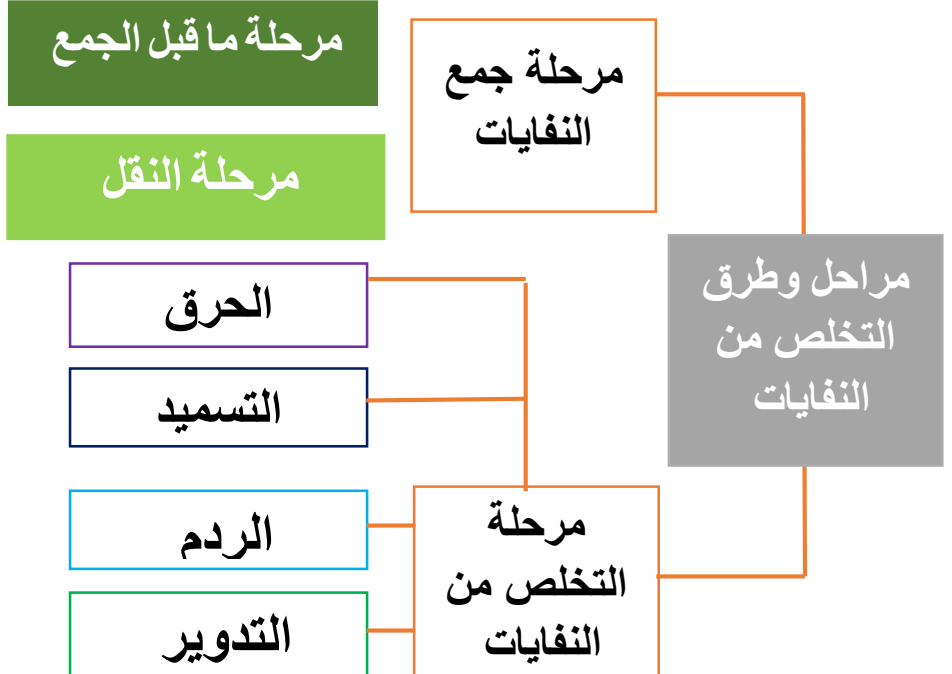 مراحل وطرق
التخلص من
النفايات
مرحلة جمع
النفايات
مرحلة ما قبل الجمع
مرحلة النقل
مرحلة
التخلص من
النفايات
الحرق
التسميد
الردم
التدوير